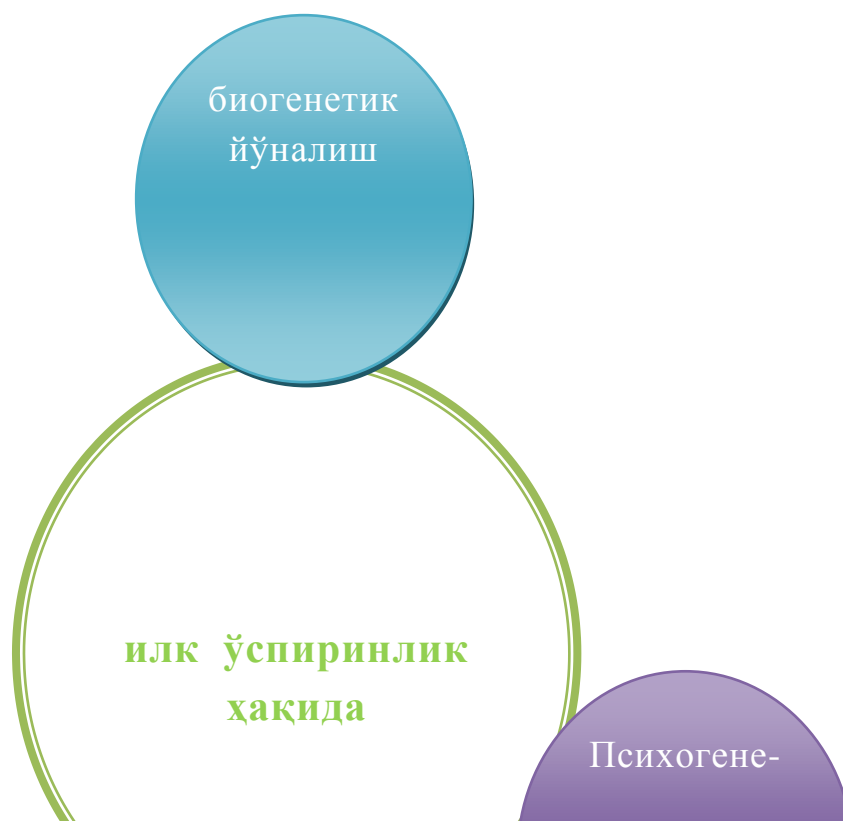 биогенетик
йўналиш
илк ўспиринлик
ҳақида
Психогене-